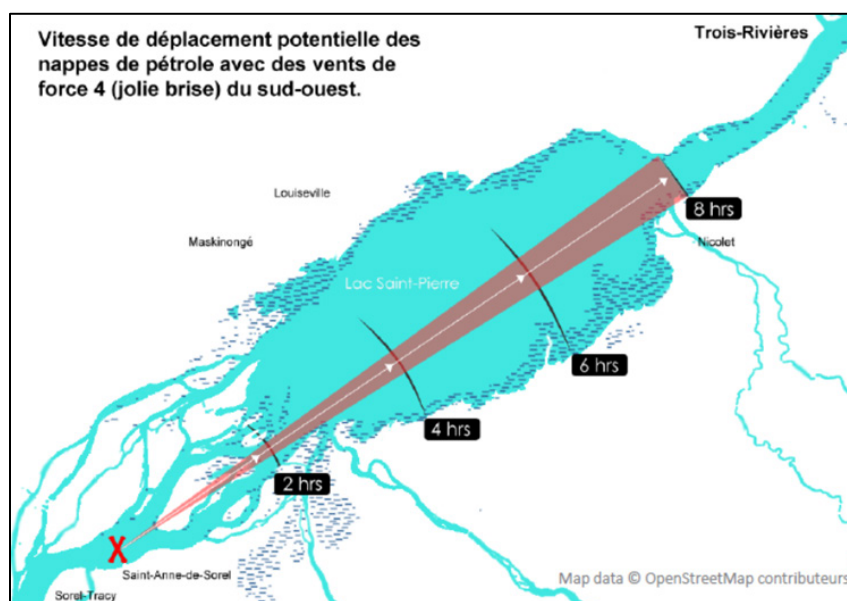 Vitesse de déplacement potentielle des
nappes de pétrole avec des vents de
force 4 (jolie brise) du sud-ouest.
Trois-Rivières
Louiseville
Maskinongé
8 hrs
Nicolet
Lac Saint-Pierre
6 hrs
4 hrs
2 hrs
X
Saint-Anne-de-Sorel
Sorel-Tracy
Map data © OpenStreetMap contributeurs